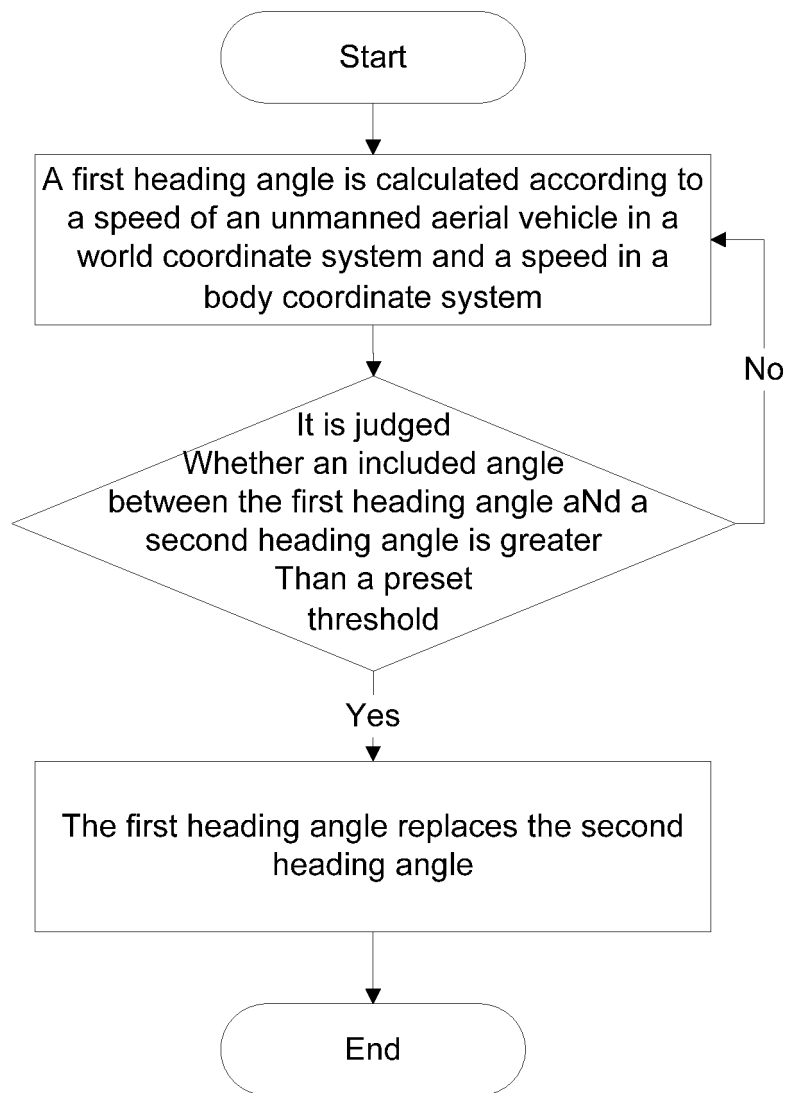 Start
A first heading angle is calculated according to
a speed of an unmanned aerial vehicle in a
world coordinate system and a speed in a
body coordinate system
No
It is judged
Whether an included angle
between the first heading angle aNd a
second heading angle is greater
Than a preset
threshold
Yes
The first heading angle replaces the second
heading angle
End